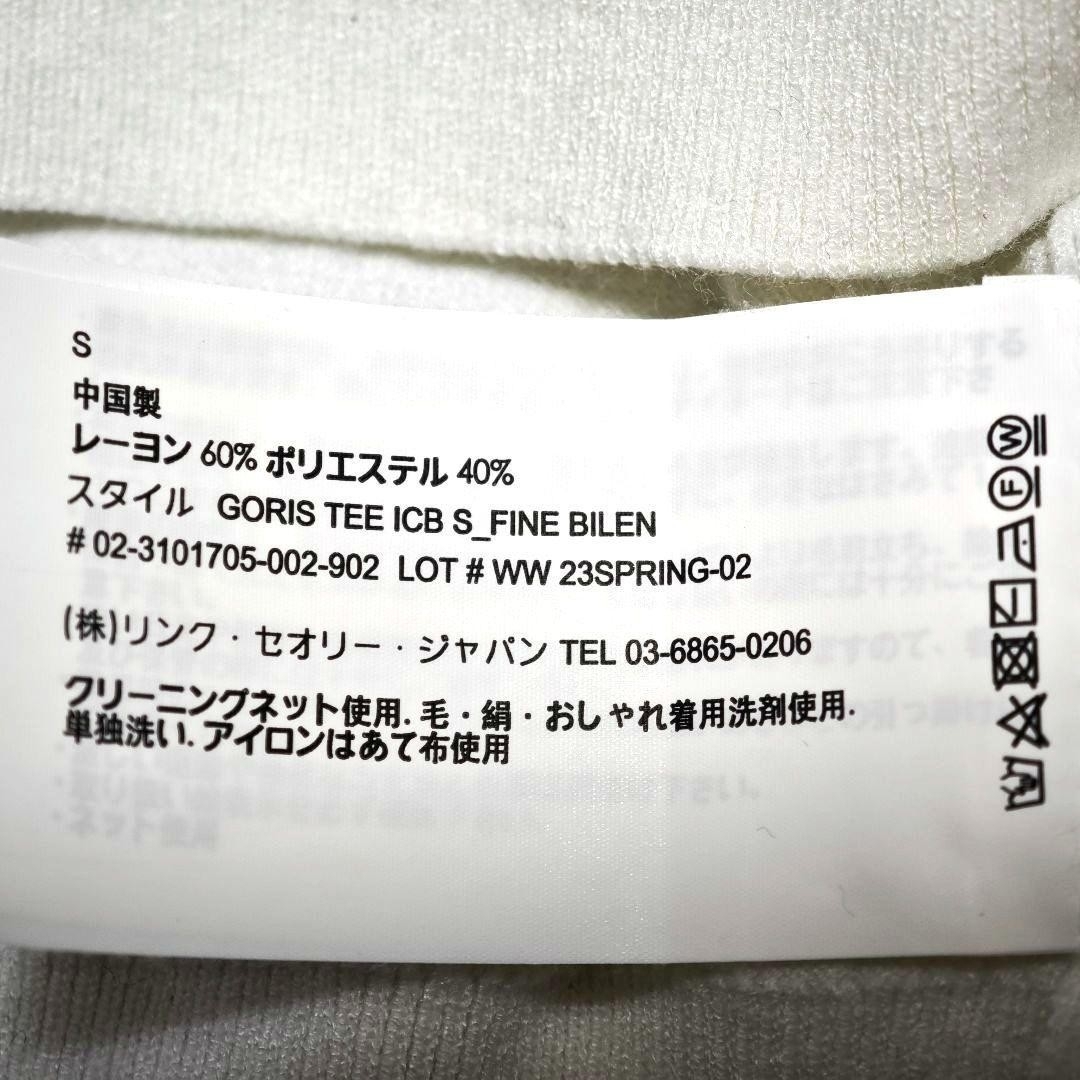 S
中国製
レーヨン 60% ポリエステル 40%
スタイル GORIS TEE ICB S_FINE BILEN
# 02-3101705-002-902 LOT # WW 23SPRING-02
(株)リンク・セオリー・ジャパン TEL 03-6865-0206
クリーニングネット使用. 毛・絹・おしゃれ着用洗剤使用.
単独洗い. アイロンはあて布使用
W
F